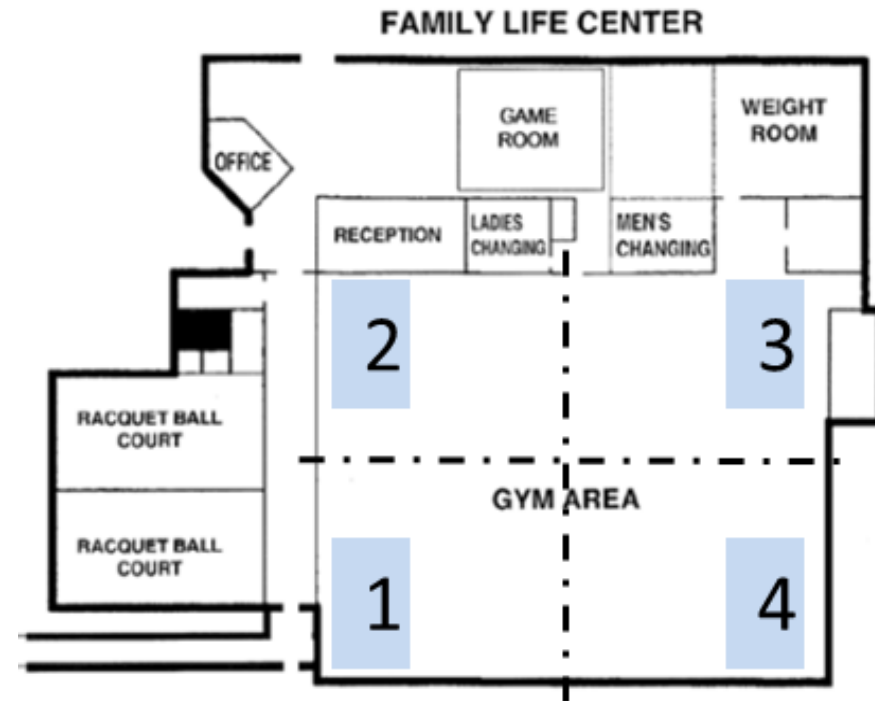 FAMILY LIFE CENTER
GAME
ROOM
WEIGHT
ROOM
OFFICE
RECEPTION
LADIES
CHANGING
MEN'S
CHANGING
2
3
RACQUET BALL
COURT
GYM AREA
RACQUET BALL
COURT
1
4